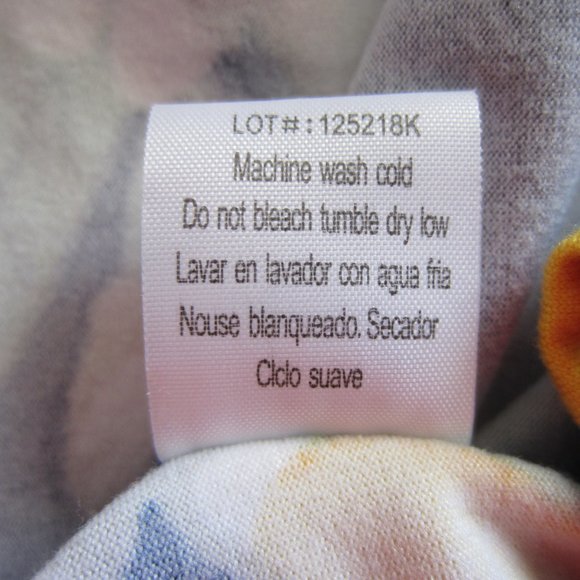 LOT#:125218K
Machine wash cold
Do not bleach tumble dry low
Lavar en lavador con agua fria
Nouse blanqueado. Secador
Clclo suave